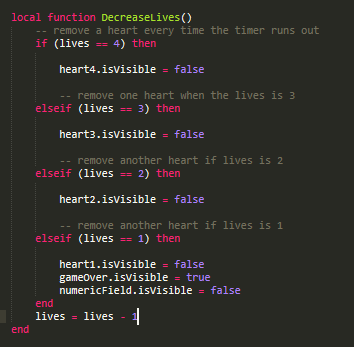 local function DecreaseLives()
-- remove a heart every time the timer runs out
if (lives == 4) then
heart4.isVisible = false
-- remove one heart when the lives is 3
elseif (lives == 3) then
heart3.isVisible = false
-- remove another heart if lives is 2
elseif (lives == 2) then
heart2.isVisible = false
-- remove another heart if lives is 1
elseif (lives == 1) then
heart1.isVisible = false
gameOver.isVisible = true
numericField.isVisible = false
end
lives = lives - 1
end